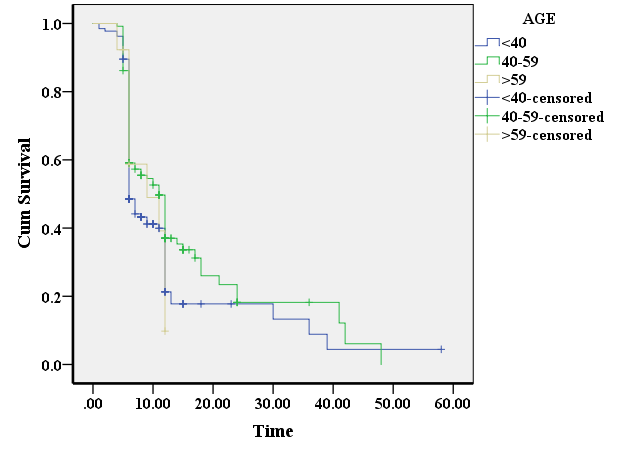 AGE
<40
40-59
>59
<40-censored
40-59-censored
>59-censored
Cum Survival
1.0
0.8
0.6
0.4
0.2
0.0
.00 10.00 20.00 30.00 40.00 50.00 60.00
Time